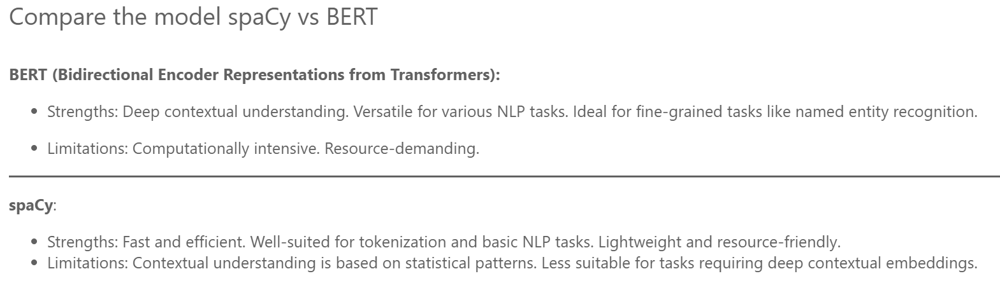 Compare the model spaCy vs BERT
BERT (Bidirectional Encoder Representations from Transformers):
• Strengths: Deep contextual understanding. Versatile for various NLP tasks. Ideal for fine-grained tasks like named entity recognition.
• Limitations: Computationally intensive. Resource-demanding.
spaCy:
• Strengths: Fast and efficient. Well-suited for tokenization and basic NLP tasks. Lightweight and resource-friendly.
• Limitations: Contextual understanding is based on statistical patterns. Less suitable for tasks requiring deep contextual embeddings.